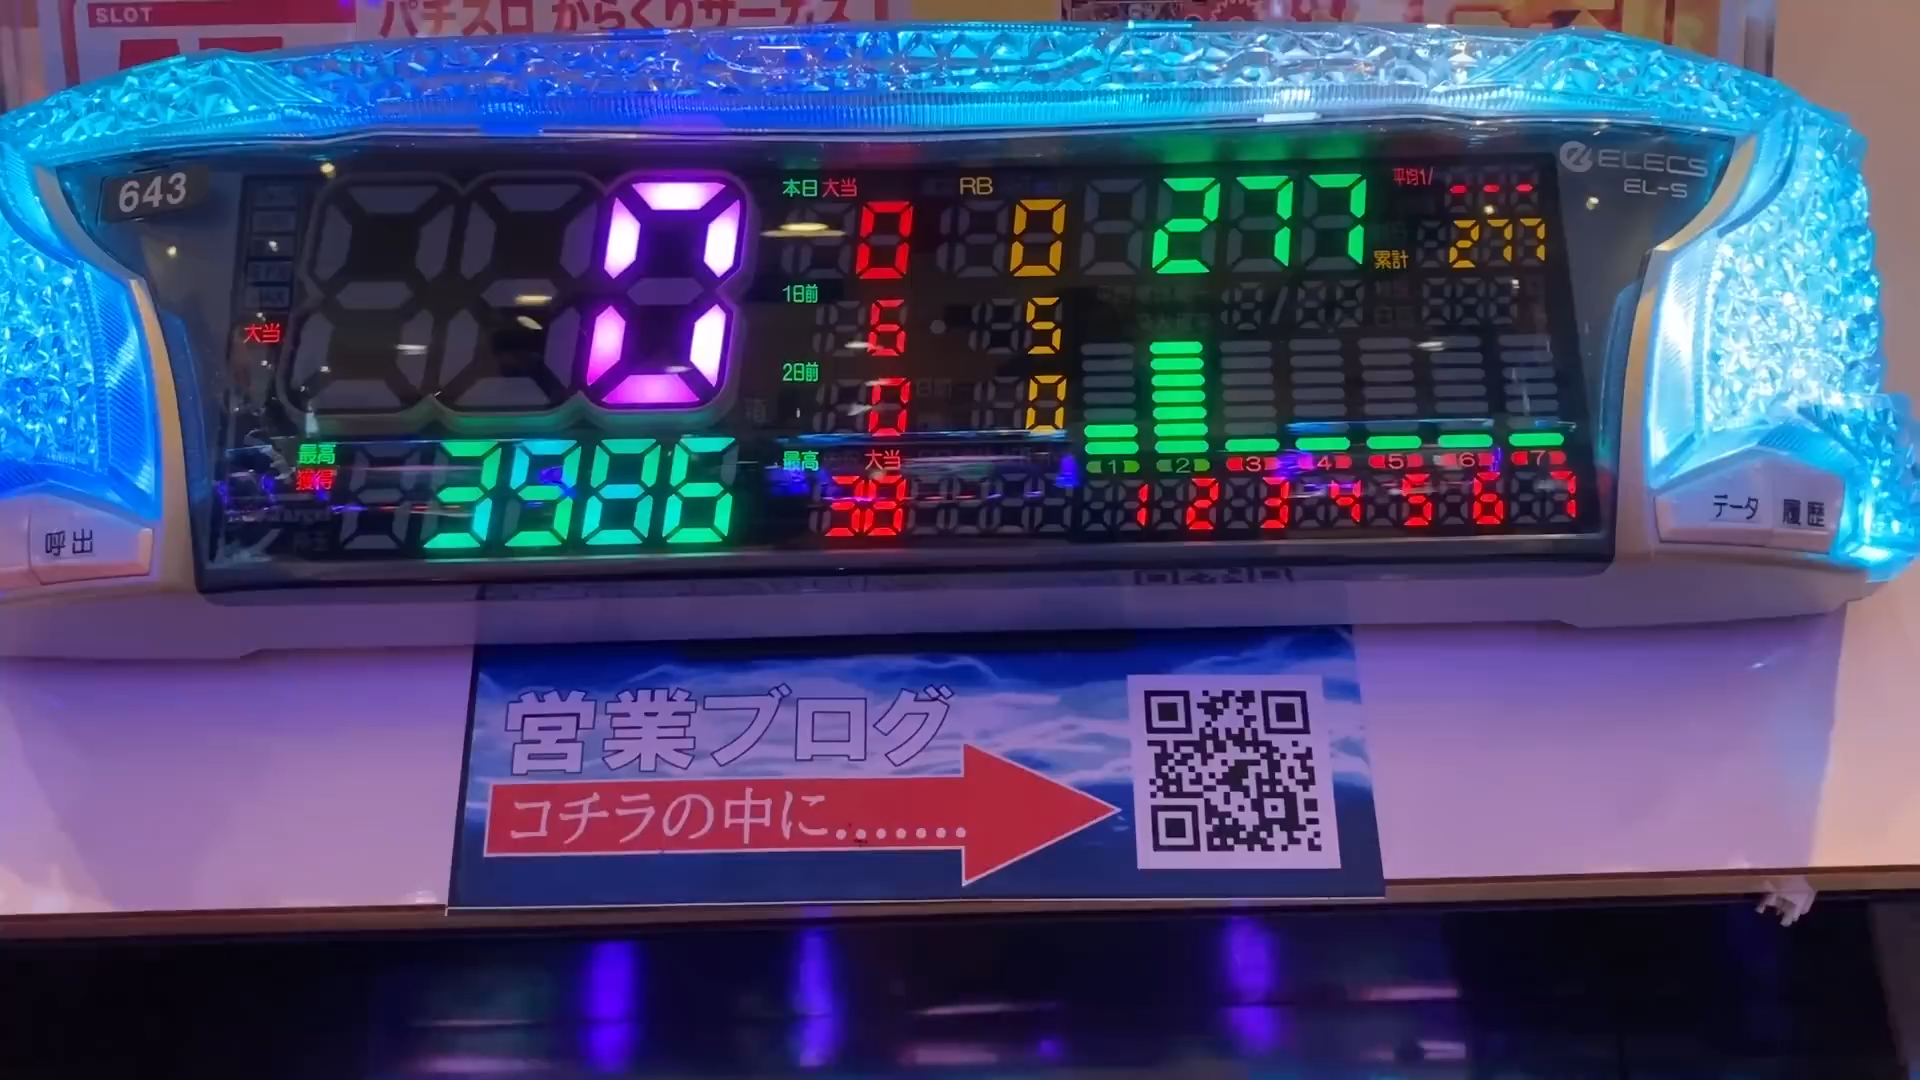 SLOT
パチスロ からくりサーカス
643
ELECS
EL-S
本日 大当 0 RB 0 277 平均1/ ---
累計 277
1日前 6 5
大当 0
2日前 0 0
最高獲得 3986 最高 大当 38
1 2 3 4 5 6 7
1 2 3 4 5 6 7
呼出
データ 履歴
営業ブログ
コチラの中に.......